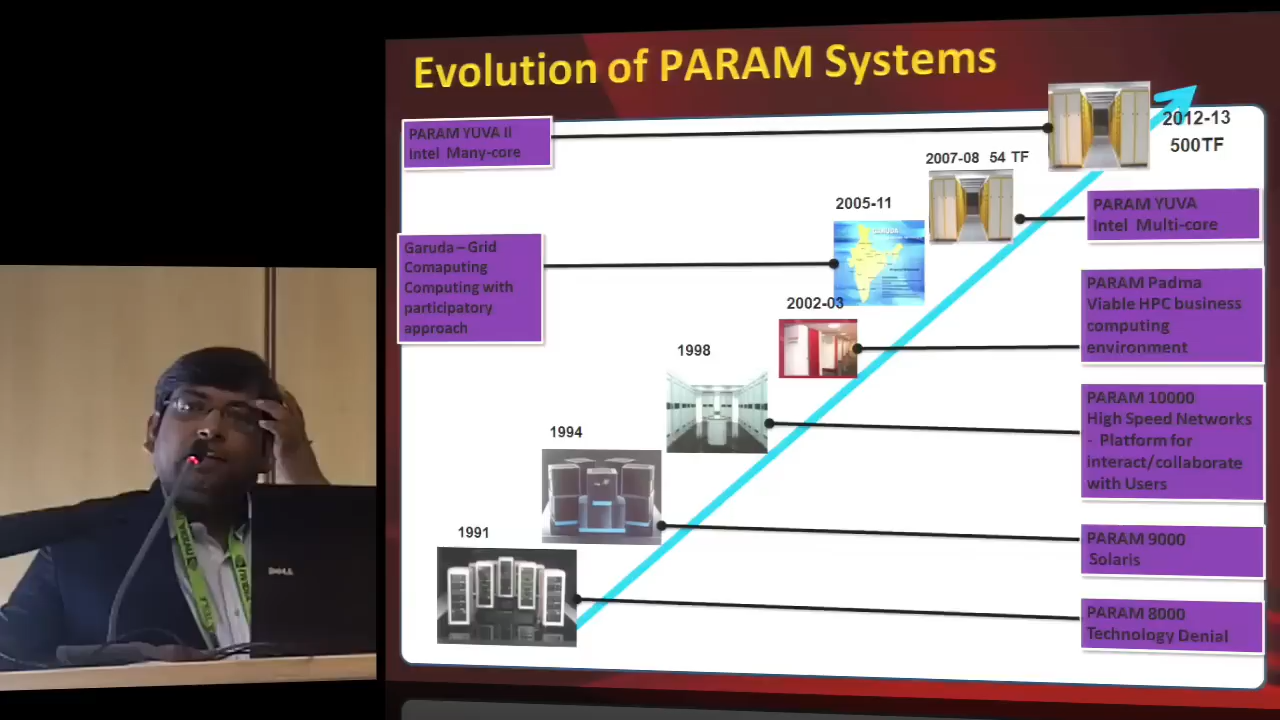 Evolution of PARAM Systems
PARAM YUVA II
Intel Many-core
2012-13
500TF
2007-08 54 TF
PARAM YUVA
Intel Multi-core
2005-11
GARUDA
Garuda – Grid
Comaputing
Computing with
participatory
approach
PARAM Padma
Viable HPC business
computing
environment
2002-03
1998
PARAM 10000
High Speed Networks
- Platform for
interact/collaborate
with Users
1994
PARAM 9000
Solaris
1991
PARAM 8000
Technology Denial
DELL